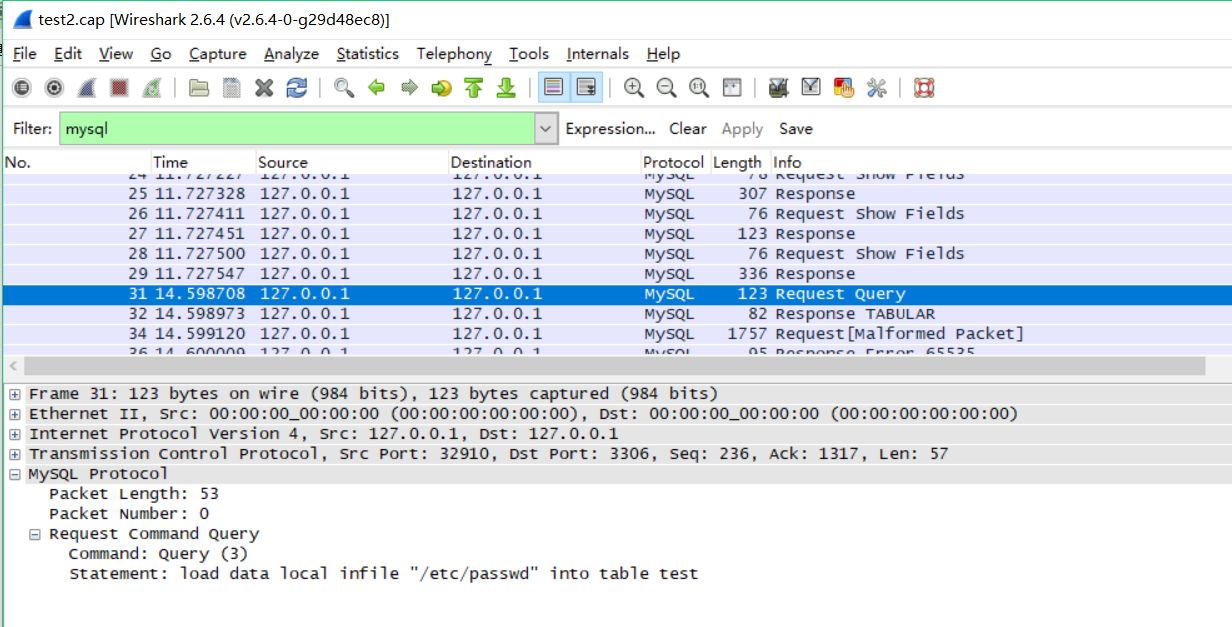 test2.cap [Wireshark 2.6.4 (v2.6.4-0-g29d48ec8)]
File Edit View Go Capture Analyze Statistics Telephony Tools Internals Help
Filter: mysql Expression... Clear Apply Save
No. Time Source Destination Protocol Length Info
24 11.727227 127.0.0.1 127.0.0.1 MySQL 76 Request Show Fields
25 11.727328 127.0.0.1 127.0.0.1 MySQL 307 Response
26 11.727411 127.0.0.1 127.0.0.1 MySQL 76 Request Show Fields
27 11.727451 127.0.0.1 127.0.0.1 MySQL 123 Response
28 11.727500 127.0.0.1 127.0.0.1 MySQL 76 Request Show Fields
29 11.727547 127.0.0.1 127.0.0.1 MySQL 336 Response
31 14.598708 127.0.0.1 127.0.0.1 MySQL 123 Request Query
32 14.598973 127.0.0.1 127.0.0.1 MySQL 82 Response TABULAR
34 14.599120 127.0.0.1 127.0.0.1 MySQL 1757 Request[Malformed Packet]
36 14.600009 127.0.0.1 127.0.0.1 MySQL 95 Response Error 65535
Frame 31: 123 bytes on wire (984 bits), 123 bytes captured (984 bits)
Ethernet II, Src: 00:00:00_00:00:00 (00:00:00:00:00:00), Dst: 00:00:00_00:00:00 (00:00:00:00:00:00)
Internet Protocol Version 4, Src: 127.0.0.1, Dst: 127.0.0.1
Transmission Control Protocol, Src Port: 32910, Dst Port: 3306, Seq: 236, Ack: 1317, Len: 57
MySQL Protocol
Packet Length: 53
Packet Number: 0
Request Command Query
Command: Query (3)
Statement: load data local infile "/etc/passwd" into table test